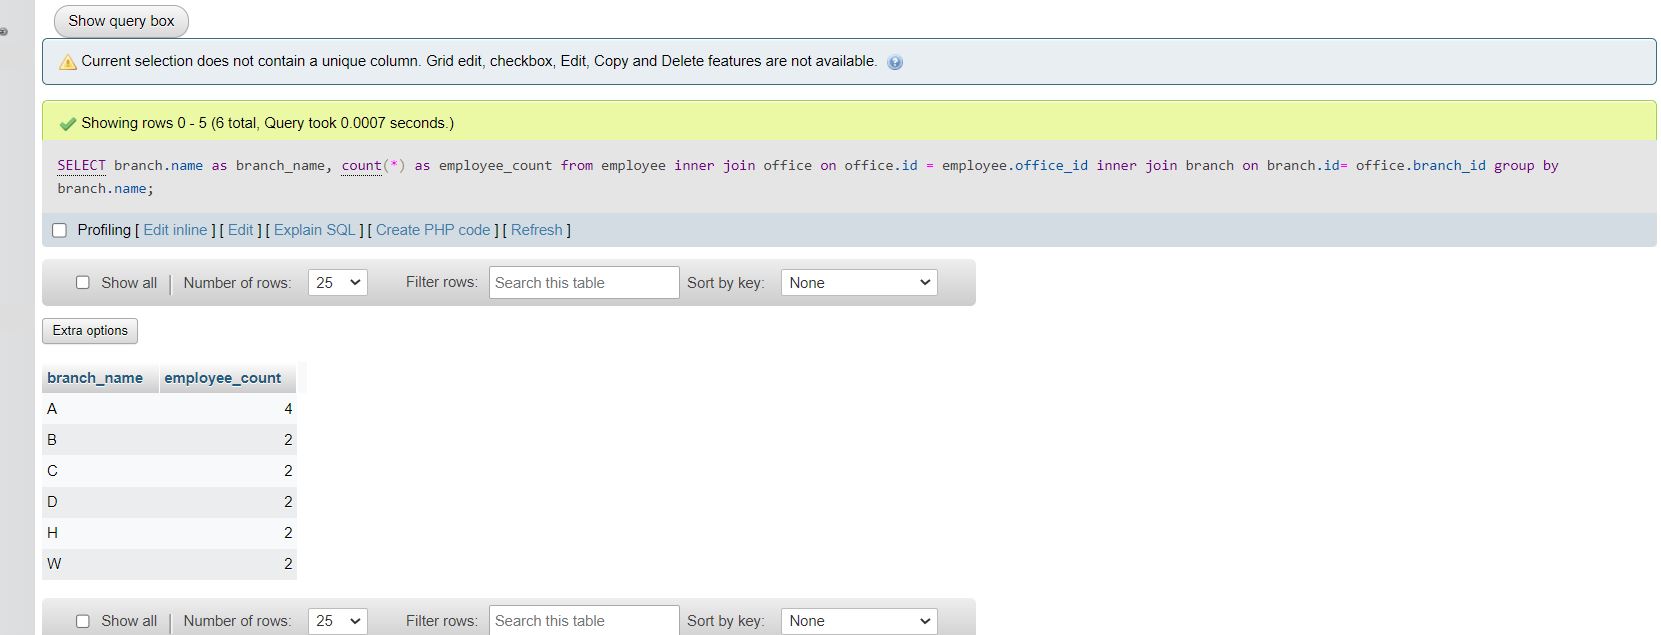 Show query box
Current selection does not contain a unique column. Grid edit, checkbox, Edit, Copy and Delete features are not available.
Showing rows 0 - 5 (6 total, Query took 0.0007 seconds.)
SELECT branch.name as branch_name, count(*) as employee_count from employee inner join office on office.id = employee.office_id inner join branch on branch.id= office.branch_id group by
branch.name;
Profiling [ Edit inline ] [ Edit ] [ Explain SQL ] [ Create PHP code ] [ Refresh ]
Show all | Number of rows: 25 Filter rows: Search this table Sort by key: None
Extra options
branch_name employee_count
A 4
B 2
C 2
D 2
H 2
W 2
Show all | Number of rows: 25 Filter rows: Search this table Sort by key: None